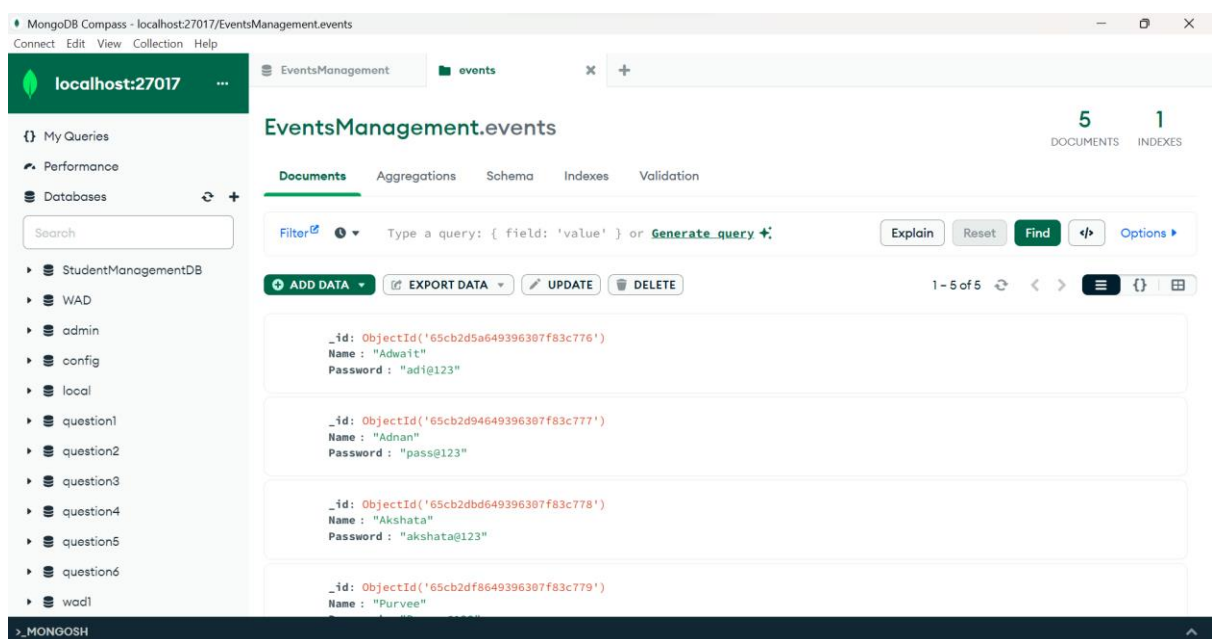 MongoDB Compass - localhost:27017/EventsManagement.events
Connect Edit View Collection Help
localhost:27017 ...
EventsManagement
events
My Queries
Performance
Databases
Search
StudentManagementDB
WAD
admin
config
local
question1
question2
question3
question4
question5
question6
wad1
EventsManagement.events
5 DOCUMENTS
1 INDEXES
Documents Aggregations Schema Indexes Validation
Filter Type a query: { field: 'value' } or Generate query Explain Reset Find </> Options
ADD DATA EXPORT DATA UPDATE DELETE 1 – 5 of 5 {}
_id: ObjectId('65cb2d5a649396307f83c776')
Name : "Adwait"
Password : "adi@123"
_id: ObjectId('65cb2d94649396307f83c777')
Name : "Adnan"
Password : "pass@123"
_id: ObjectId('65cb2dbd649396307f83c778')
Name : "Akshata"
Password : "akshata@123"
_id: ObjectId('65cb2df8649396307f83c779')
Name : "Purvee"
>_MONGOSH